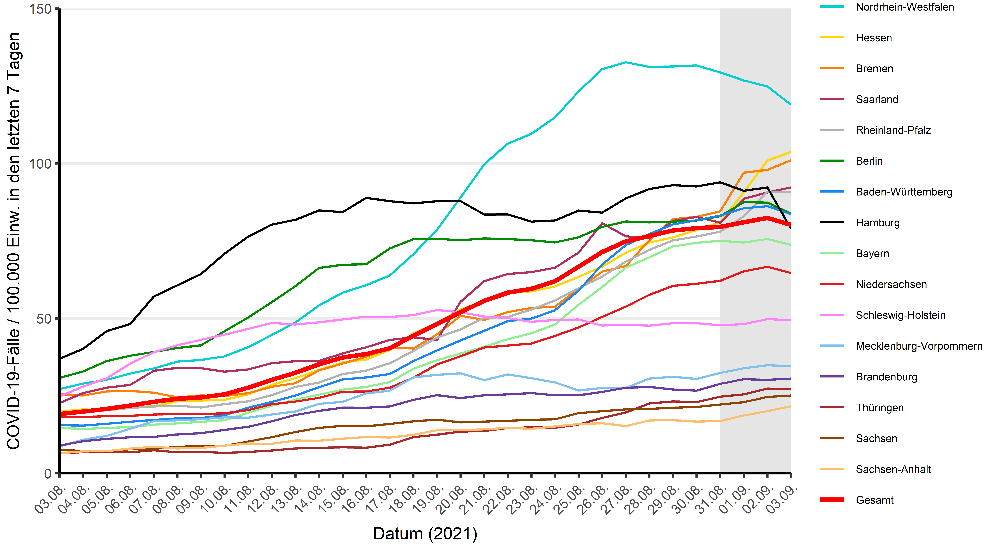 COVID-19-Fälle / 100.000 Einw. in den letzten 7 Tagen
150
100
50
0
03.08.
04.08.
05.08.
06.08.
07.08.
08.08.
09.08.
10.08.
11.08.
12.08.
13.08.
14.08.
15.08.
16.08.
17.08.
18.08.
19.08.
20.08.
21.08.
22.08.
23.08.
24.08.
25.08.
26.08.
27.08.
28.08.
29.08.
30.08.
31.08.
01.09.
02.09.
03.09.
Datum (2021)
Nordrhein-Westfalen
Hessen
Bremen
Saarland
Rheinland-Pfalz
Berlin
Baden-Württemberg
Hamburg
Bayern
Niedersachsen
Schleswig-Holstein
Mecklenburg-Vorpommern
Brandenburg
Thüringen
Sachsen
Sachsen-Anhalt
Gesamt